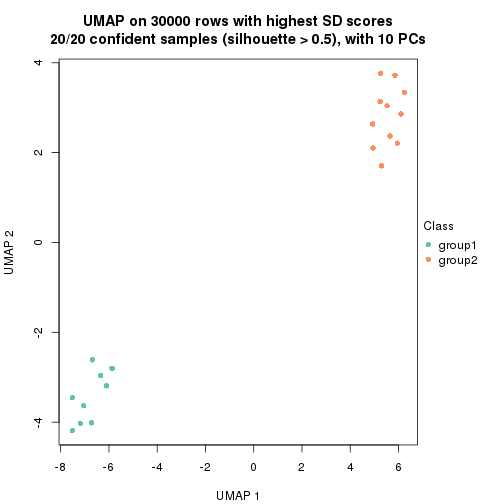 UMAP on 30000 rows with highest SD scores
20/20 confident samples (silhouette > 0.5), with 10 PCs
4
2
0
-2
-4
UMAP 2
Class
group1
group2
-8 -6 -4 -2 0 2 4 6
UMAP 1